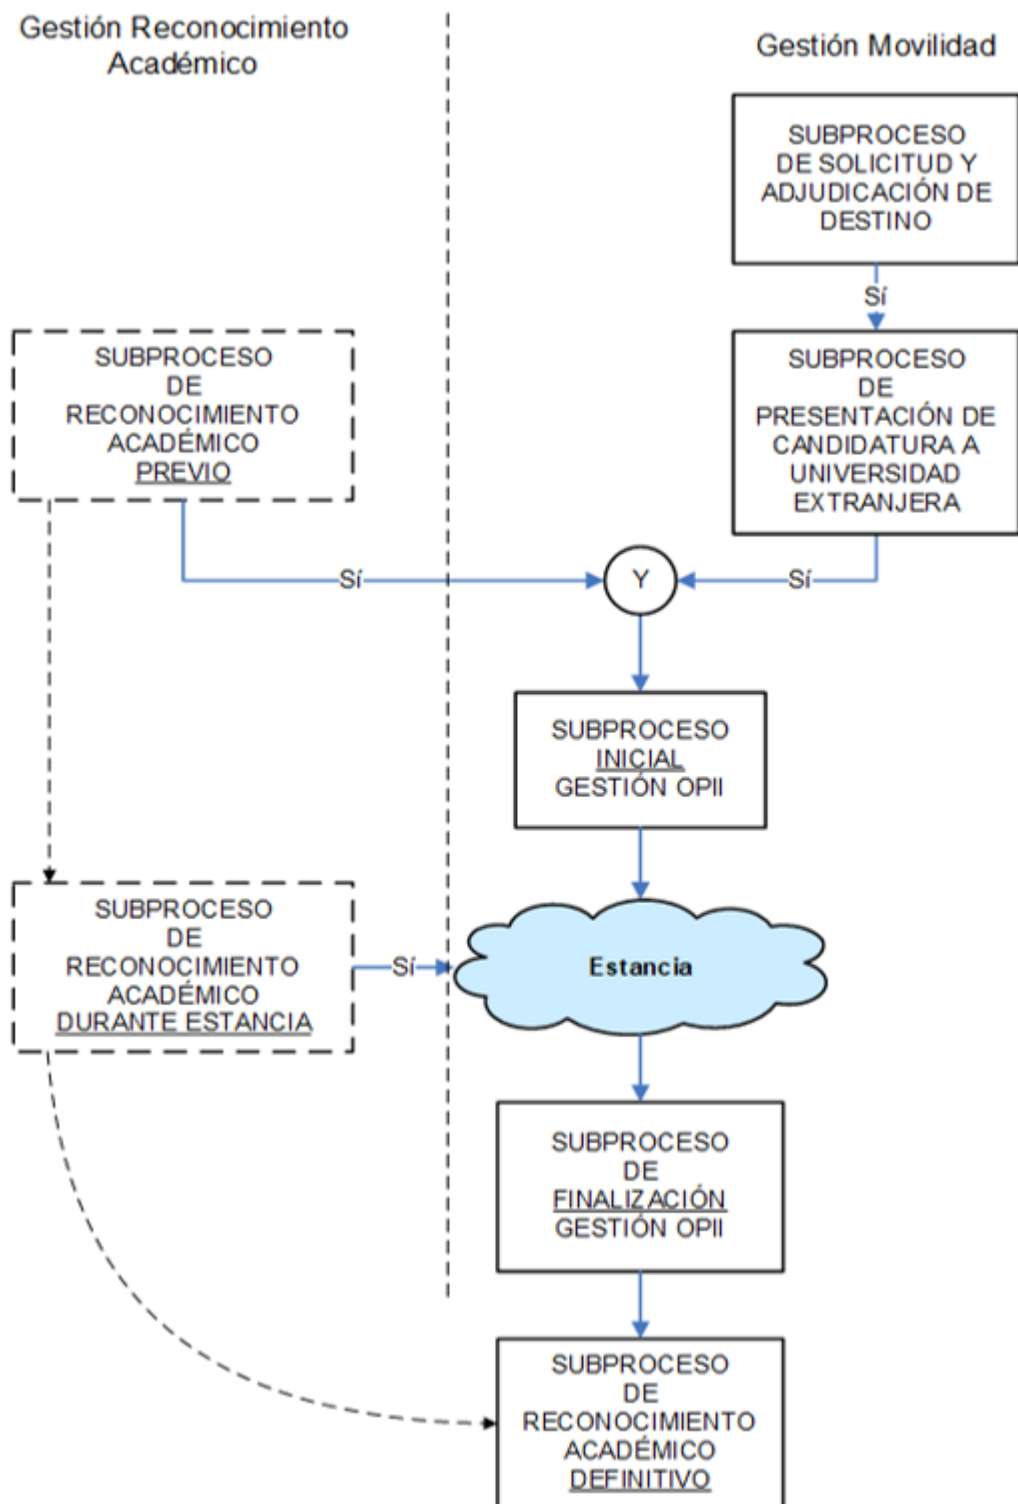 Gestión Reconocimiento
Académico
Gestión Movilidad
SUBPROCESO
DE SOLICITUD Y
ADJUDICACIÓN DE
DESTINO
Sí
SUBPROCESO
DE
RECONOCIMIENTO
ACADÉMICO
PREVIO
SUBPROCESO
DE
PRESENTACIÓN DE
CANDIDATURA A
UNIVERSIDAD
EXTRANJERA
Sí
Y
Sí
SUBPROCESO
INICIAL
GESTIÓN OPII
SUBPROCESO
DE
RECONOCIMIENTO
ACADÉMICO
DURANTE ESTANCIA
Sí
Estancia
SUBPROCESO
DE
FINALIZACIÓN
GESTIÓN OPII
SUBPROCESO
DE
RECONOCIMIENTO
ACADÉMICO
DEFINITIVO